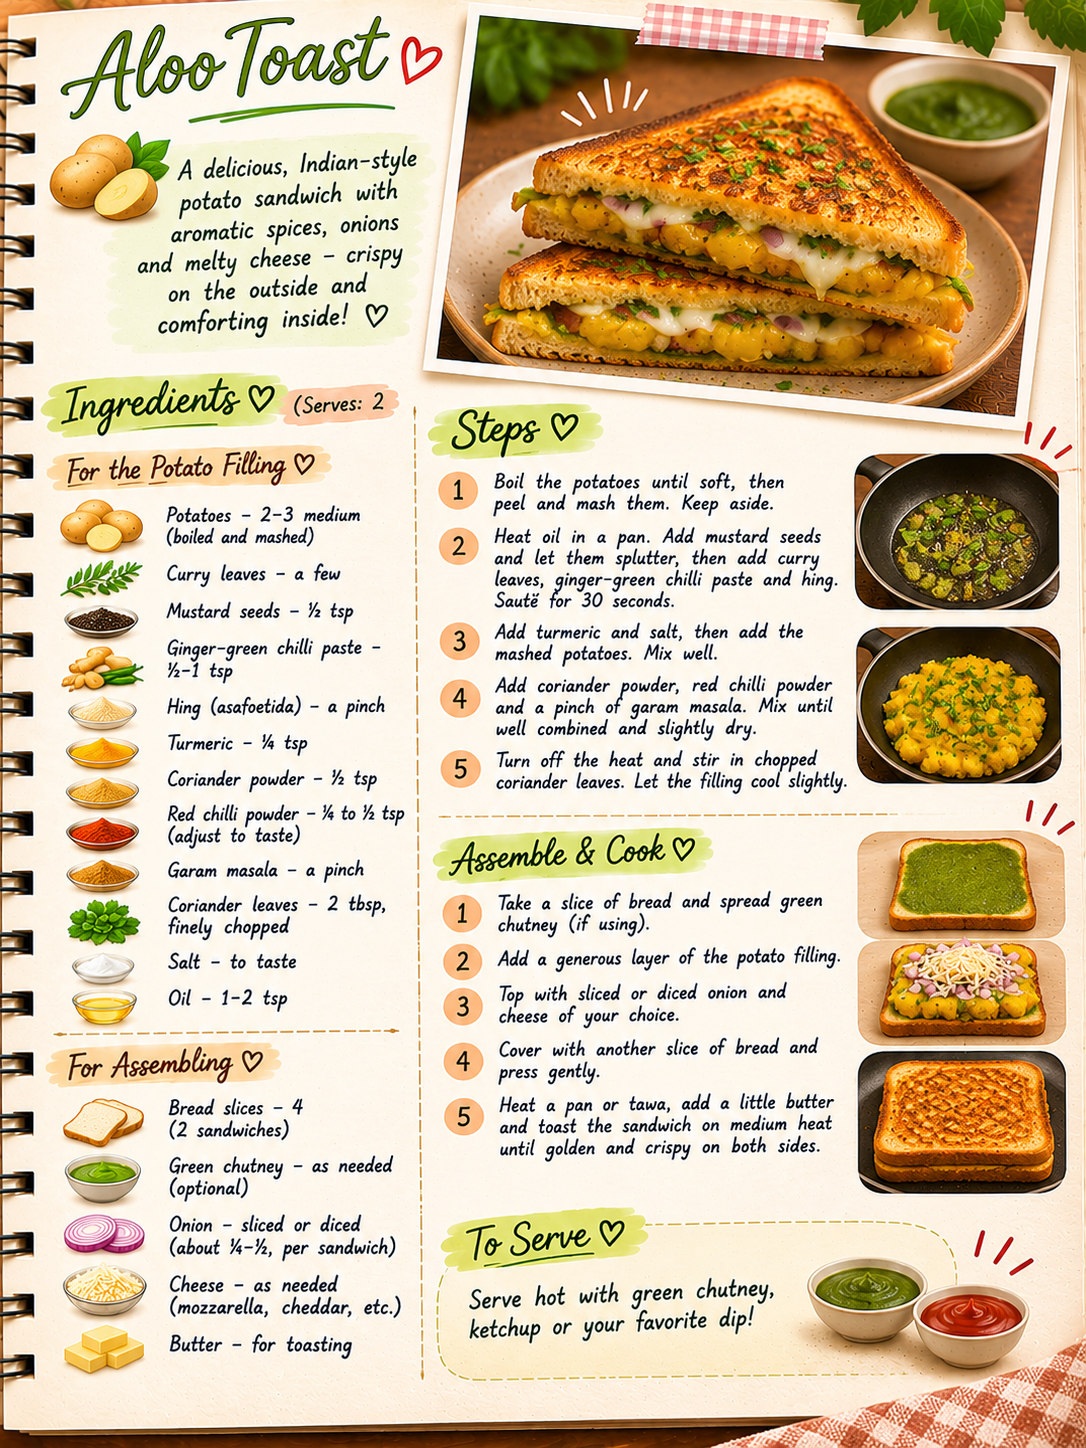 Aloo Toast
A delicious, Indian-style
potato sandwich with
aromatic spices, onions
and melty cheese – crispy
on the outside and
comforting inside!
Ingredients
(Serves: 2
For the Potato Filling
Potatoes – 2–3 medium
(boiled and mashed)
Curry leaves – a few
Mustard seeds – ½ tsp
Ginger-green chilli paste –
½–1 tsp
Hing (asafoetida) – a pinch
Turmeric – ¼ tsp
Coriander powder – ½ tsp
Red chilli powder – ¼ to ½ tsp
(adjust to taste)
Garam masala – a pinch
Coriander leaves – 2 tbsp,
finely chopped
Salt – to taste
Oil – 1–2 tsp
For Assembling
Bread slices – 4
(2 sandwiches)
Green chutney – as needed
(optional)
Onion – sliced or diced
(about ¼–½, per sandwich)
Cheese – as needed
(mozzarella, cheddar, etc.)
Butter – for toasting
Steps
1 Boil the potatoes until soft, then
peel and mash them. Keep aside.
2 Heat oil in a pan. Add mustard seeds
and let them splutter, then add curry
leaves, ginger-green chilli paste and hing.
Sautë for 30 seconds.
3 Add turmeric and salt, then add the
mashed potatoes. Mix well.
4 Add coriander powder, red chilli powder
and a pinch of garam masala. Mix until
well combined and slightly dry.
5 Turn off the heat and stir in chopped
coriander leaves. Let the filling cool slightly.
Assemble & Cook
1 Take a slice of bread and spread green
chutney (if using).
2 Add a generous layer of the potato filling.
3 Top with sliced or diced onion and
cheese of your choice.
4 Cover with another slice of bread and
press gently.
5 Heat a pan or tawa, add a little butter
and toast the sandwich on medium heat
until golden and crispy on both sides.
To Serve
Serve hot with green chutney,
ketchup or your favorite dip!